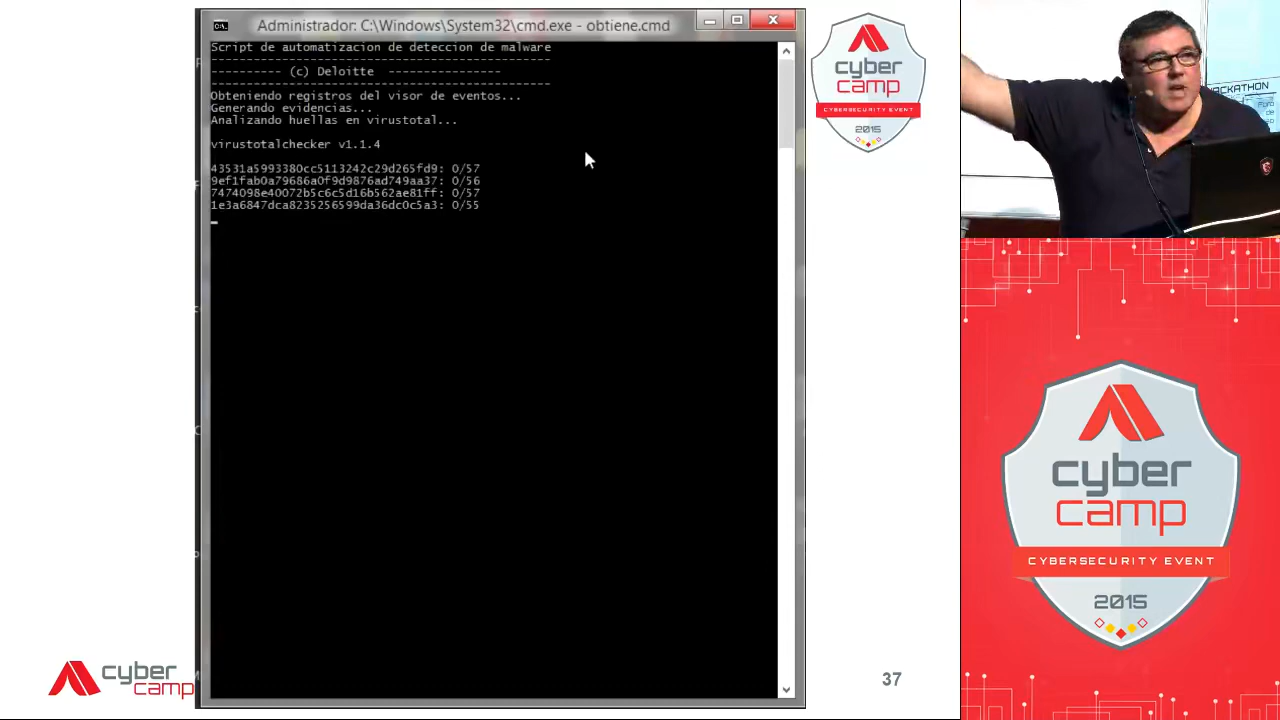 Administrador: C:\Windows\System32\cmd.exe - obtiene.cmd
Script de automatizacion de deteccion de malware
----------------------------------------------------
---------- (c) Deloitte ----------------
----------------------------------------------------
Obteniendo registros del visor de eventos...
Generando evidencias...
Analizando huellas en virustotal...
virustotalchecker v1.1.4
43531a5993380cc5113242c29d265fd9: 0/57
9ef1fab0a79686a0f9d9876ad749aa37: 0/56
7474098e40072b5c6c5d16b562ae81ff: 0/57
1e3a6847dca8235256599da36dc0c5a3: 0/55
cyber
camp
CYBERSECURITY EVENT
2015
HACKATHON
cyber
camp
CYBERSECURITY EVENT
2015
cyber
camp
37